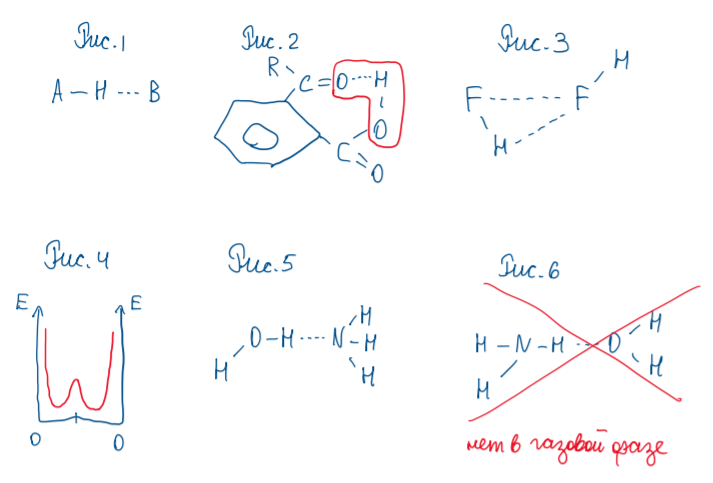 Рис.1
A – H ··· B
Рис. 2
R
C = O ···· H
O
C
O
Рис. 3
H
F - - - - - F
H
Рис. 4
E E
O O
Рис. 5
H
O – H ···· N – H
H H
Рис. 6
H
H – N – H ··· O
H H
нет в газовой фазе